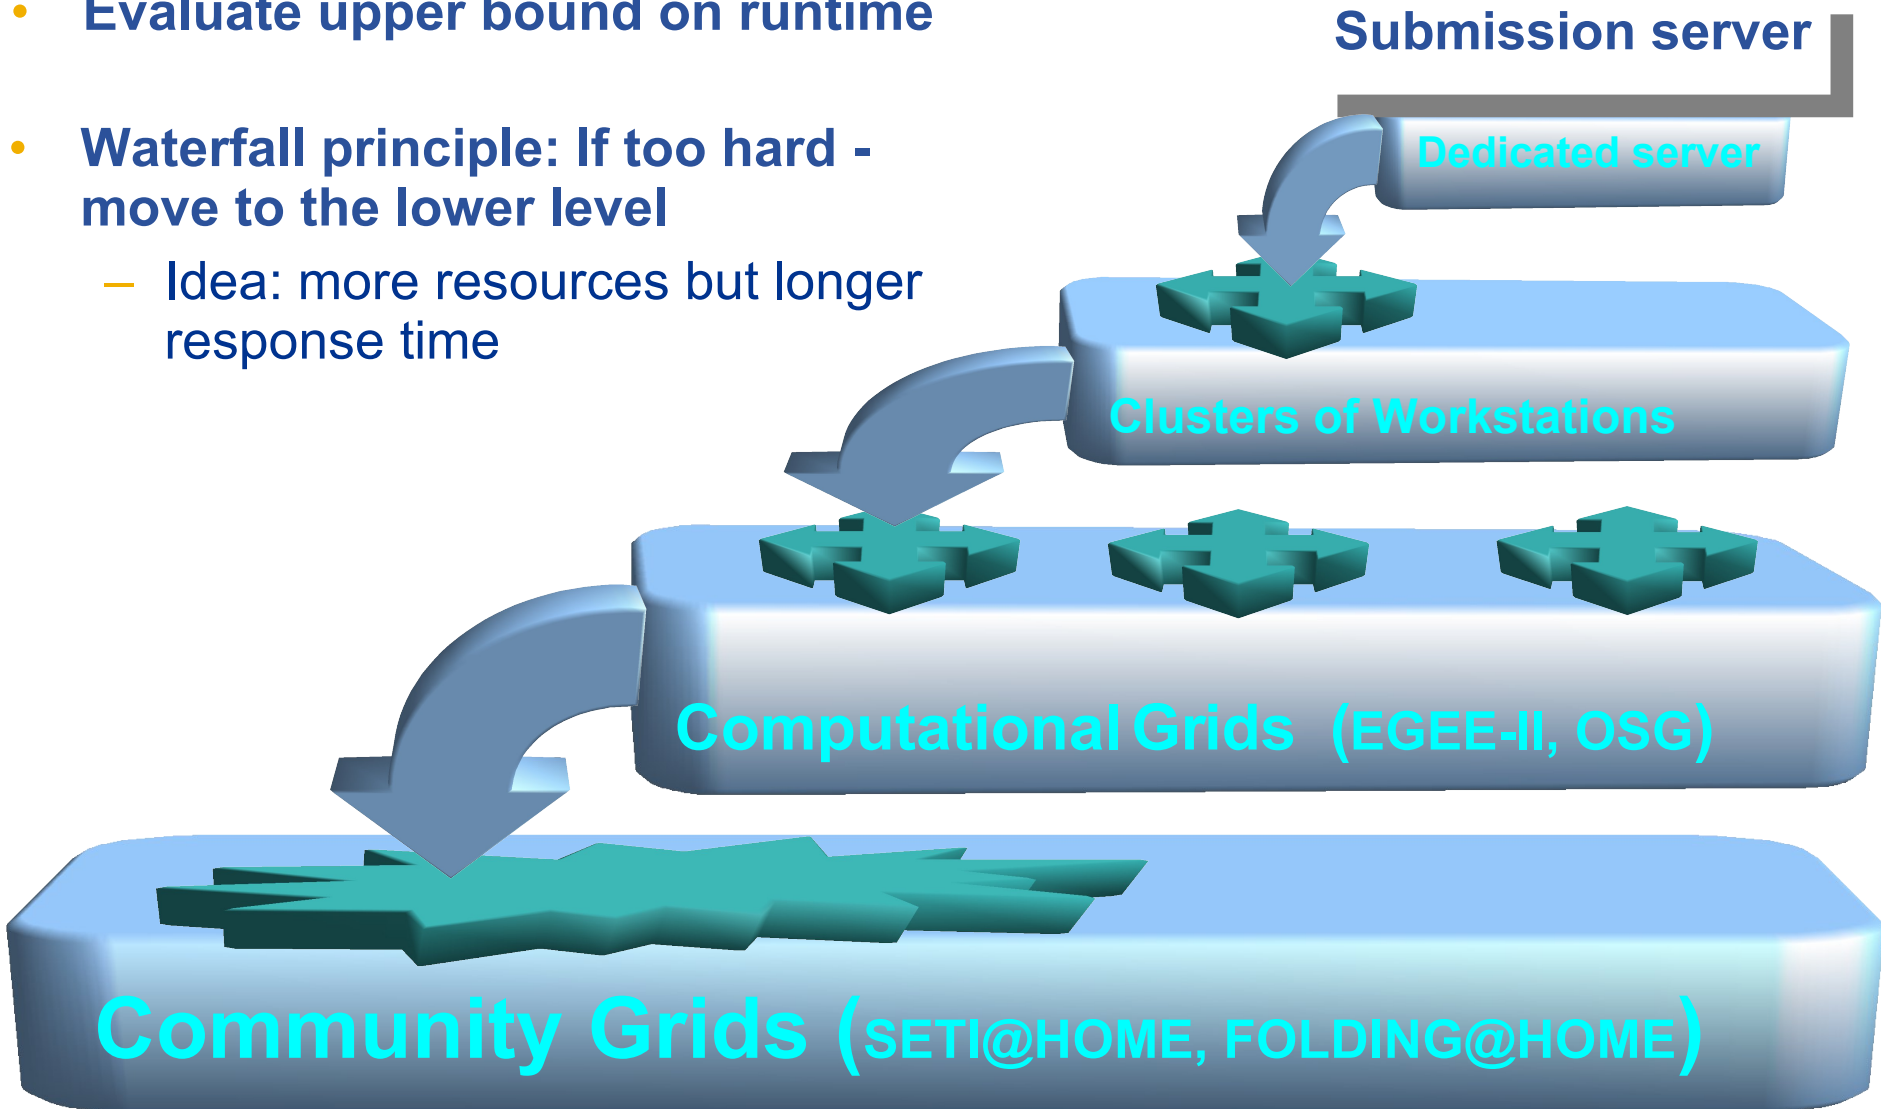 • Evaluate upper bound on runtime
• Waterfall principle: If too hard -
move to the lower level
– Idea: more resources but longer
response time
Submission server
Dedicated server
Clusters of Workstations
Computational Grids (EGEE-II, OSG)
Community Grids (SETI@HOME, FOLDING@HOME)